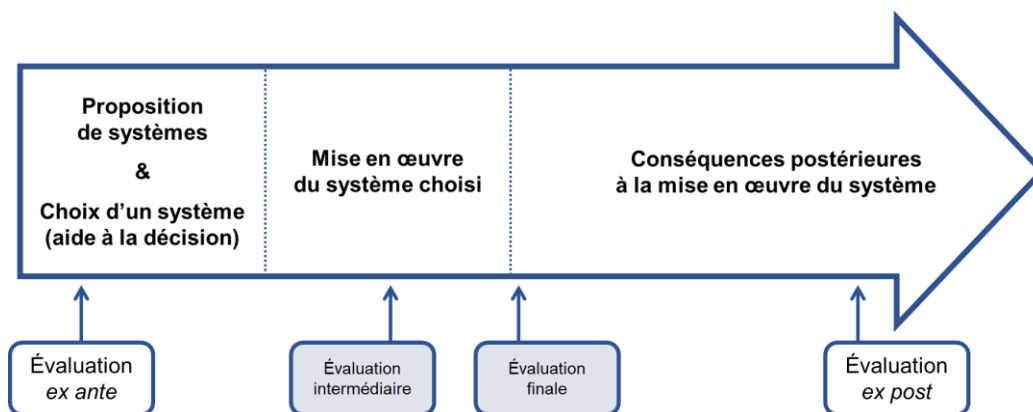 Proposition
de systèmes
&
Choix d'un système
(aide à la décision)
Mise en œuvre
du système choisi
Conséquences postérieures
à la mise en œuvre du système
Évaluation
ex ante
Évaluation
intermédiaire
Évaluation
finale
Évaluation
ex post